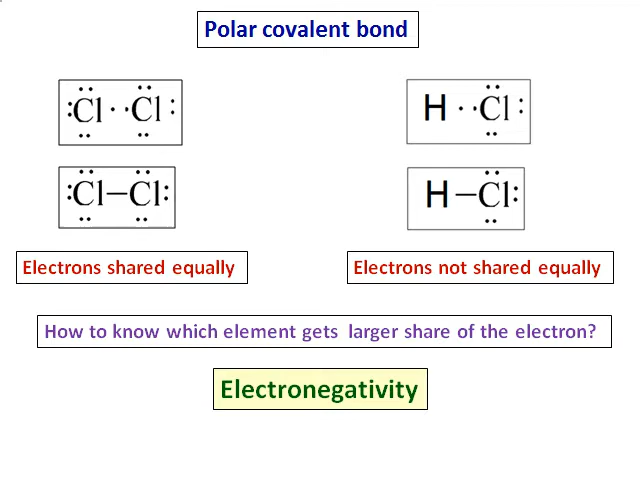 Polar covalent bond
:Cl··Cl:
H··Cl:
:Cl–Cl:
H–Cl:
Electrons shared equally
Electrons not shared equally
How to know which element gets larger share of the electron?
Electronegativity